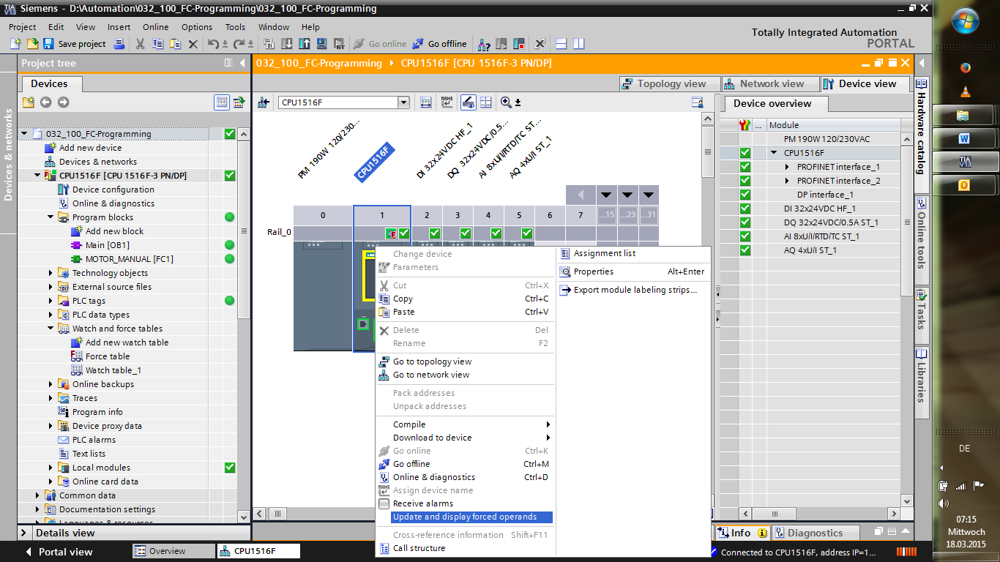 Siemens - D:\Automation\032_100_FC-Programming\032_100_FC-Programming
TIA V13
Project Edit View Insert Online Options Tools Window Help
Totally Integrated Automation
PORTAL
Save project
Go online
Go offline
Project tree
032_100_FC-Programming
CPU1516F [CPU 1516F-3 PN/DP]
Devices
Topology view
Network view
Device view
CPU1516F
Device overview
Devices & networks
032_100_FC-Programming
Add new device
Devices & networks
CPU1516F [CPU 1516F-3 PN/DP]
Device configuration
Online & diagnostics
Program blocks
Add new block
Main [OB1]
MOTOR_MANUAL [FC1]
Technology objects
External source files
PLC tags
PLC data types
Watch and force tables
Add new watch table
Force table
Watch table_1
Online backups
Traces
Program info
Device proxy data
PLC alarms
Text lists
Local modules
Online card data
Common data
Documentation settings
Languages & resources
Details view
PM 190W 120/230...
CPU1516F
DI 32x24VDC HF_1
DQ 32x24VDC/0.5...
AI 8xU/I/RTD/TC ST...
AQ 4xU/I ST_1
0 1 2 3 4 5 6 7 ...15 ...23 ...31
Rail_0
Change device
Parameters
Cut Ctrl+X
Copy Ctrl+C
Paste Ctrl+V
Delete Del
Rename F2
Go to topology view
Go to network view
Pack addresses
Unpack addresses
Compile
Download to device
Go online Ctrl+K
Go offline Ctrl+M
Online & diagnostics Ctrl+D
Assign device name
Receive alarms
Update and display forced operands
Cross-reference information Shift+F11
Call structure
Assignment list
Properties Alt+Enter
Export module labeling strips...
... Module
PM 190W 120/230VAC
CPU1516F
PROFINET interface_1
PROFINET interface_2
DP interface_1
DI 32x24VDC HF_1
DQ 32x24VDC/0.5A ST_1
AI 8xU/I/RTD/TC ST_1
AQ 4xU/I ST_1
Hardware catalog
Online tools
Tasks
Libraries
Info
Diagnostics
Portal view
Overview
CPU1516F
Connected to CPU1516F, address IP=1...
TIA V13
DE
07:15
Mittwoch
18.03.2015